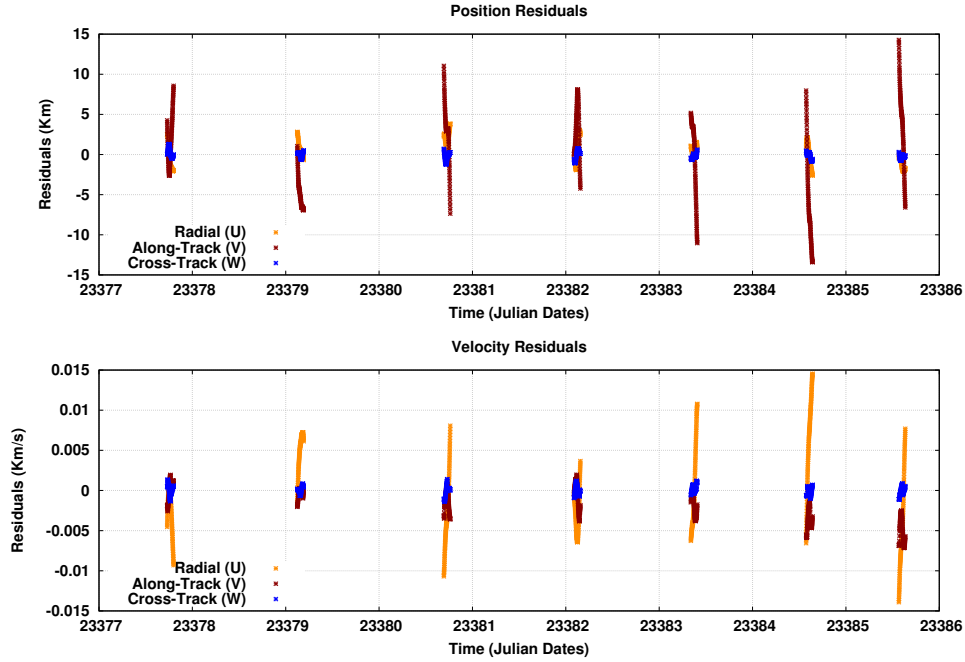 Position Residuals
15
10
5
0
-5
-10
-15
Residuals (Km)
Radial (U)
Along-Track (V)
Cross-Track (W)
23377 23378 23379 23380 23381 23382 23383 23384 23385 23386
Time (Julian Dates)
Velocity Residuals
0.015
0.01
0.005
0
-0.005
-0.01
-0.015
Residuals (Km/s)
Radial (U)
Along-Track (V)
Cross-Track (W)
23377 23378 23379 23380 23381 23382 23383 23384 23385 23386
Time (Julian Dates)